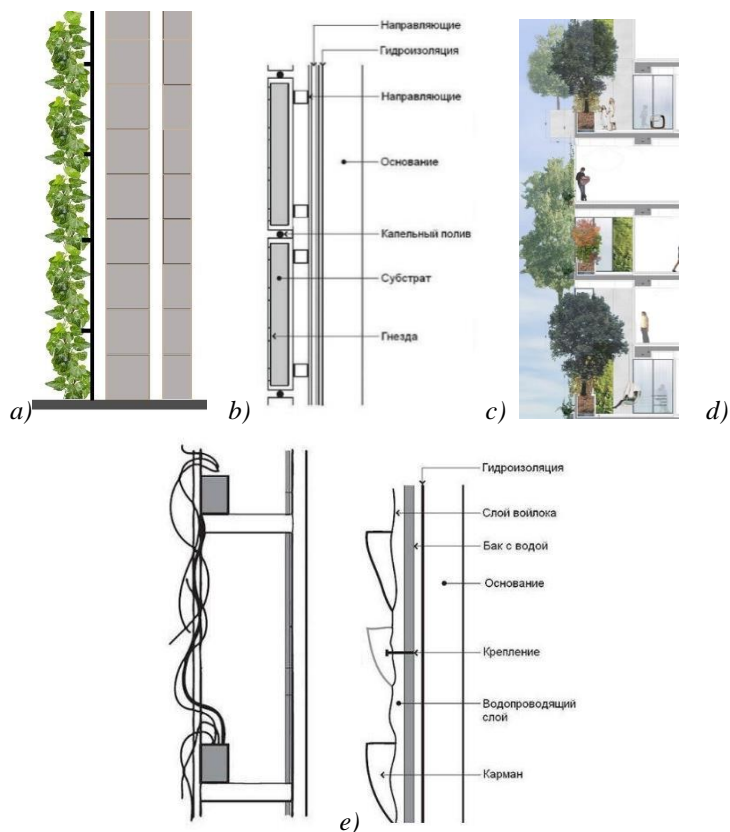 Направляющие
Гидроизоляция
Направляющие
Основание
Капельный полив
Субстрат
Гнезда
a)
b)
c)
d)
Гидроизоляция
Слой войлока
Бак с водой
Основание
Крепление
Водопроводящий
слой
Карман
e)